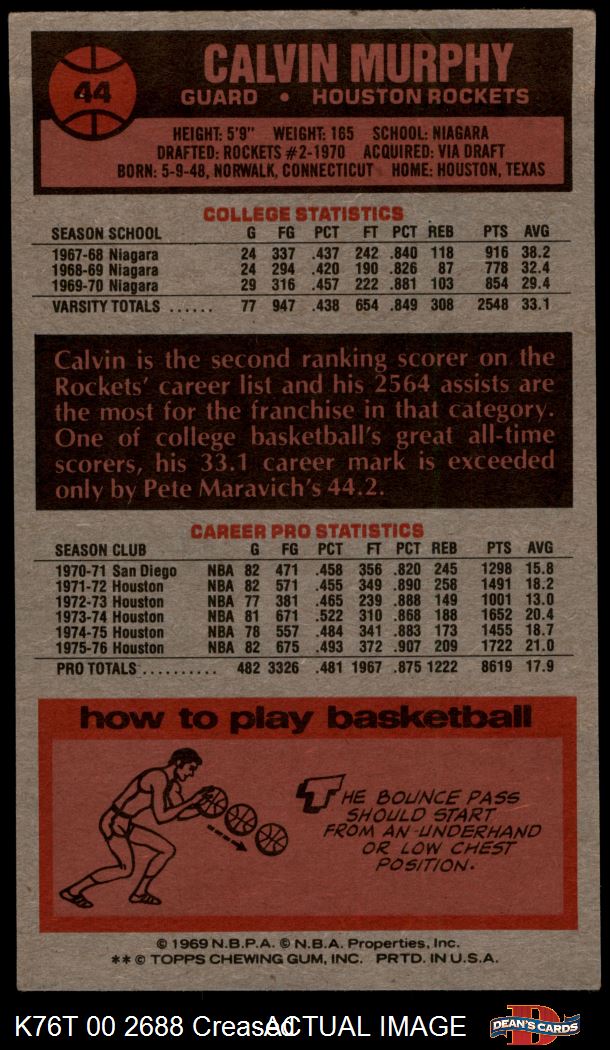 44
CALVIN MURPHY
GUARD • HOUSTON ROCKETS
HEIGHT: 5'9" WEIGHT: 165 SCHOOL: NIAGARA
DRAFTED: ROCKETS #2-1970 ACQUIRED: VIA DRAFT
BORN: 5-9-48, NORWALK, CONNECTICUT HOME: HOUSTON, TEXAS
COLLEGE STATISTICS
SEASON SCHOOL G FG PCT FT PCT REB PTS AVG
1967-68 Niagara 24 337 .437 242 .840 118 916 38.2
1968-69 Niagara 24 294 .420 190 .826 87 778 32.4
1969-70 Niagara 29 316 .457 222 .881 103 854 29.4
VARSITY TOTALS ...... 77 947 .438 654 .849 308 2548 33.1
Calvin is the second ranking scorer on the
Rockets' career list and his 2564 assists are
the most for the franchise in that category.
One of college basketball's great all-time
scorers, his 33.1 career mark is exceeded
only by Pete Maravich's 44.2.
CAREER PRO STATISTICS
SEASON CLUB G FG PCT FT PCT REB PTS AVG
1970-71 San Diego NBA 82 471 .458 356 .820 245 1298 15.8
1971-72 Houston NBA 82 571 .455 349 .890 258 1491 18.2
1972-73 Houston NBA 77 381 .465 239 .888 149 1001 13.0
1973-74 Houston NBA 81 671 .522 310 .868 188 1652 20.4
1974-75 Houston NBA 78 557 .484 341 .883 173 1455 18.7
1975-76 Houston NBA 82 675 .493 372 .907 209 1722 21.0
PRO TOTALS .......... 482 3326 .481 1967 .875 1222 8619 17.9
how to play basketball
THE BOUNCE PASS
SHOULD START
FROM AN UNDERHAND
OR LOW CHEST
POSITION.
© 1969 N.B.P.A. © N.B.A. Properties, Inc.
** © TOPPS CHEWING GUM, INC. PRTD. IN U.S.A.
K76T 00 2688 Creased ACTUAL IMAGE
D
DEAN'S CARDS